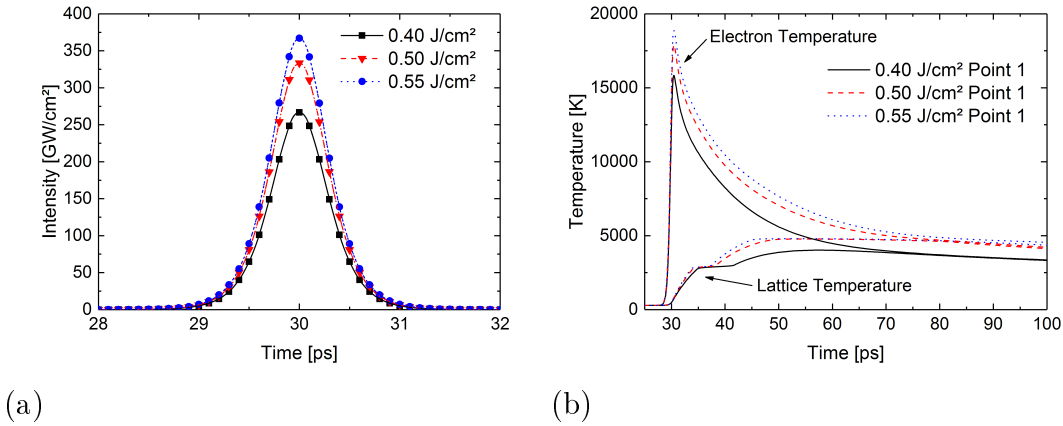 400
350
300
250
200
150
100
50
0
Intensity [GW/cm²]
28
29
30
31
32
Time [ps]
0.40 J/cm²
0.50 J/cm²
0.55 J/cm²
(a)
20000
15000
10000
5000
0
Temperature [K]
30
40
50
60
70
80
90
100
Time [ps]
Electron Temperature
0.40 J/cm² Point 1
0.50 J/cm² Point 1
0.55 J/cm² Point 1
Lattice Temperature
(b)